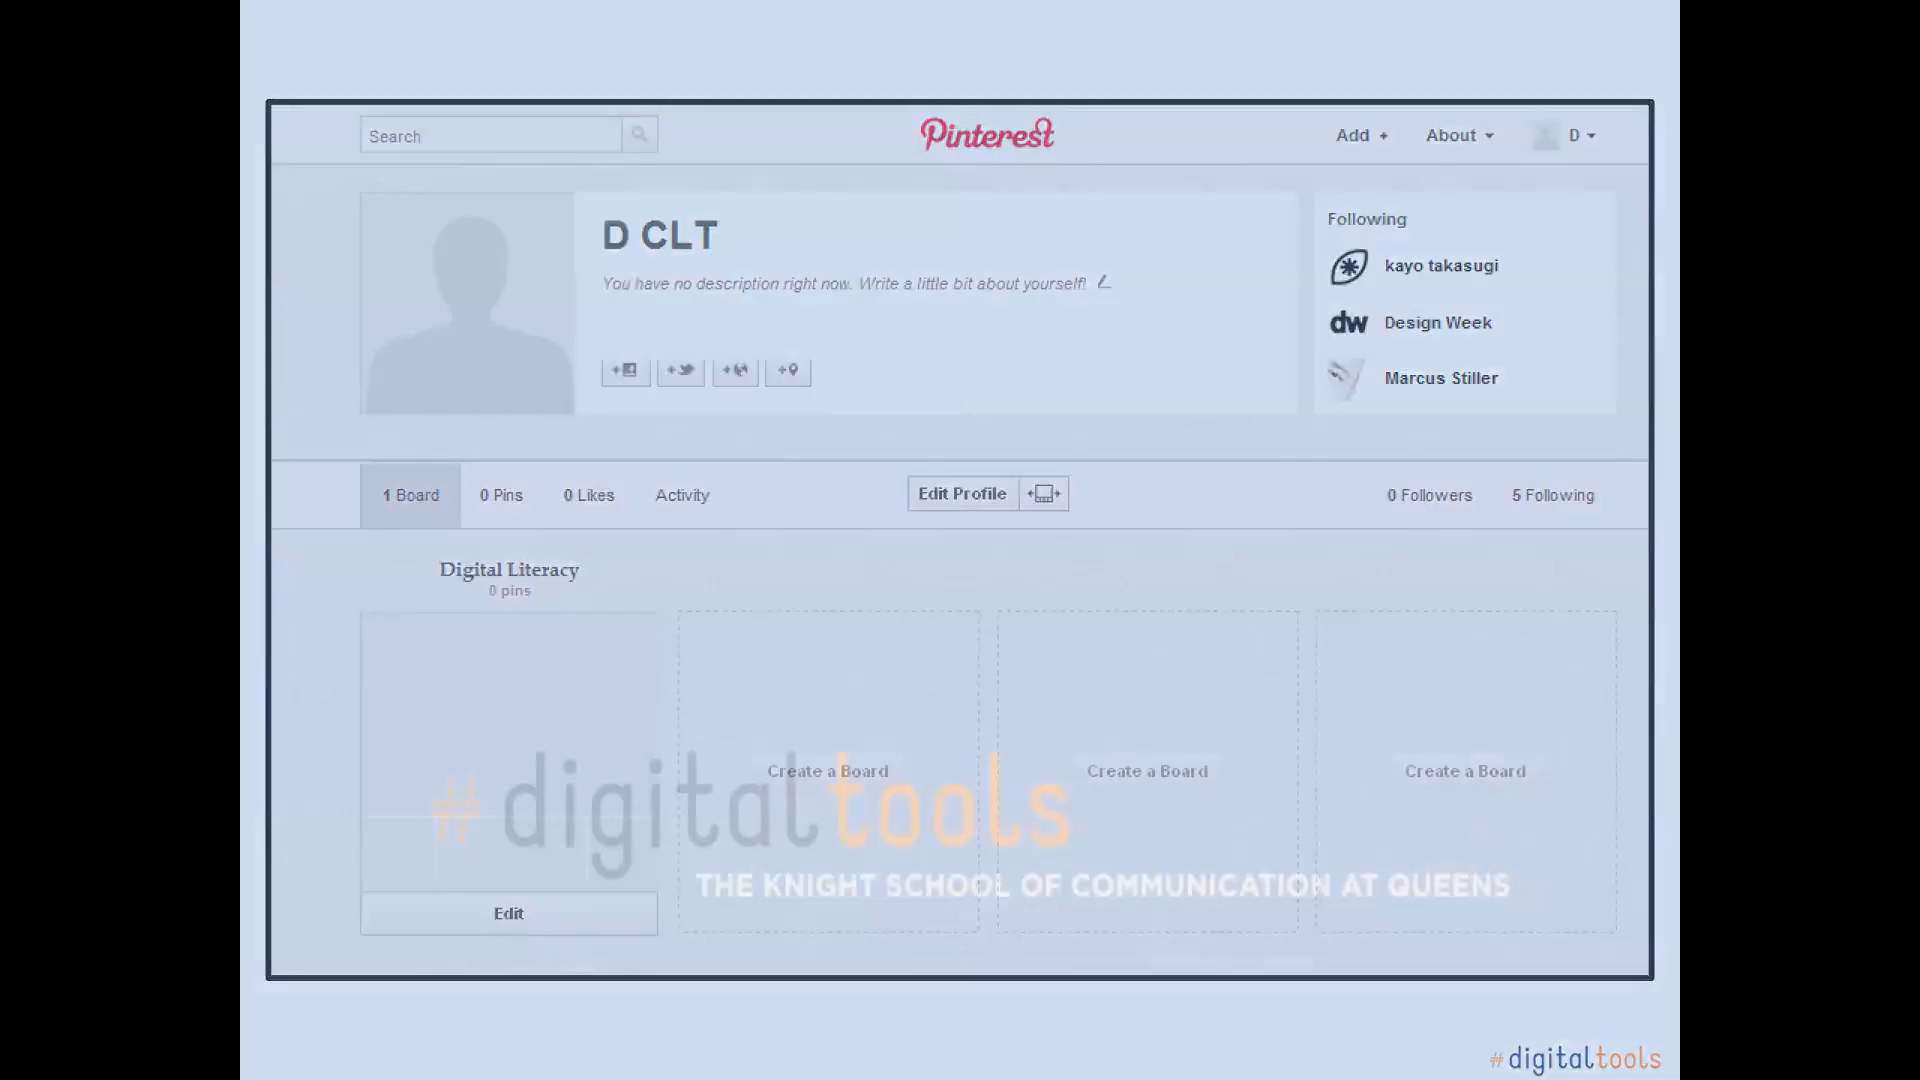 Search
Pinterest
Add +
About
D
D CLT
You have no description right now. Write a little bit about yourself!
Following
kayo takasugi
dw
Design Week
Marcus Stiller
1 Board
0 Pins
0 Likes
Activity
Edit Profile
0 Followers
5 Following
Digital Literacy
0 pins
Create a Board
Create a Board
Create a Board
#digitaltools
THE KNIGHT SCHOOL OF COMMUNICATION AT QUEENS
Edit
#digitaltools